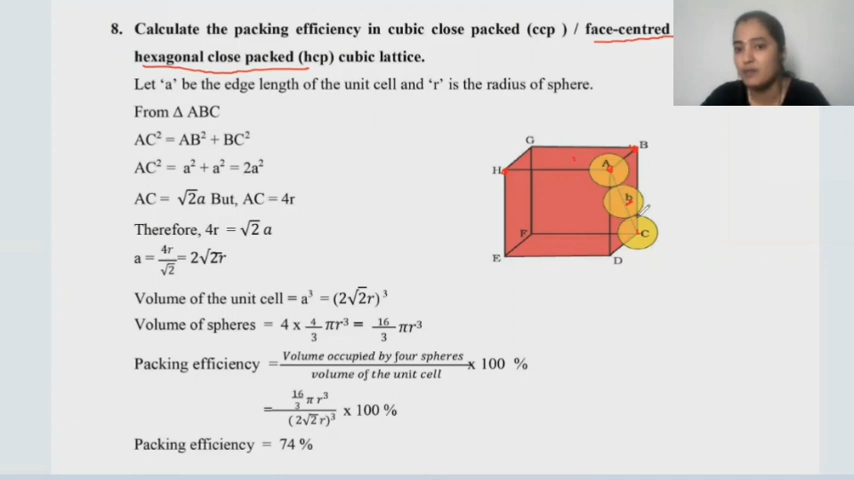 8. Calculate the packing efficiency in cubic close packed (ccp ) / face-centred
hexagonal close packed (hcp) cubic lattice.
Let ‘a’ be the edge length of the unit cell and ‘r’ is the radius of sphere.
From Δ ABC
AC² = AB² + BC²
AC² = a² + a² = 2a²
AC = √2a But, AC = 4r
Therefore, 4r = √2 a
a = 4r/√2 = 2√2r
Volume of the unit cell = a³ = (2√2r)³
Volume of spheres = 4 x 4/3 πr³ = 16/3 πr³
Packing efficiency = Volume occupied by four spheres / volume of the unit cell x 100 %
= 16/3 π r³ / (2√2 r)³ x 100 %
Packing efficiency = 74 %
G
B
H
A
b
F
C
E
D